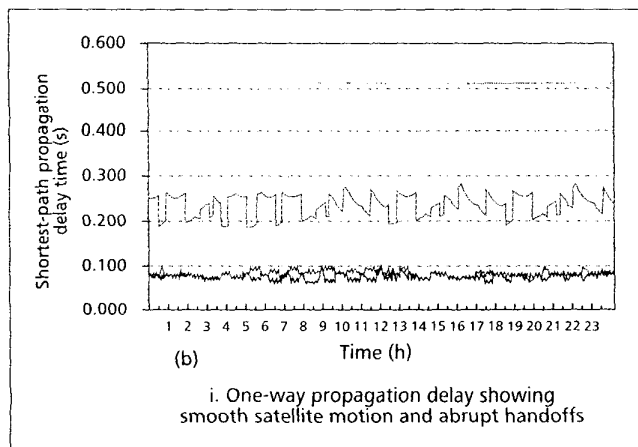 0.600
0.500
0.400
0.300
0.200
0.100
0.000
Shortest-path propagation
delay time (s)
1 2 3 4 5 6 7 8 9 10 11 12 13 14 15 16 17 18 19 20 21 22 23
(b)
Time (h)
i. One-way propagation delay showing
smooth satellite motion and abrupt handoffs